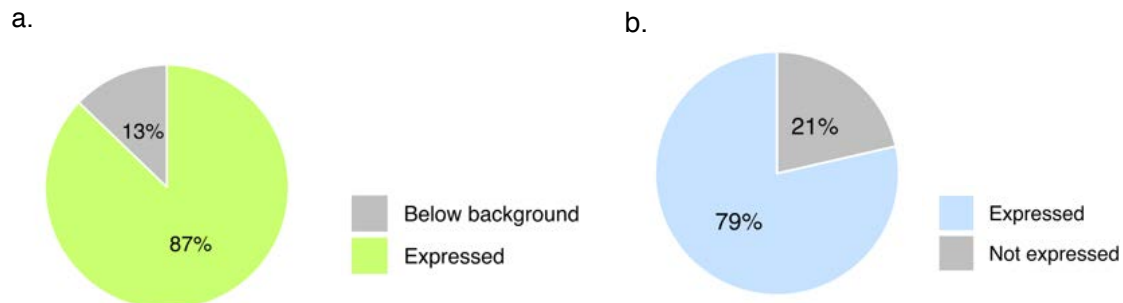 a.
13%
87%
Below background
Expressed
b.
21%
79%
Expressed
Not expressed